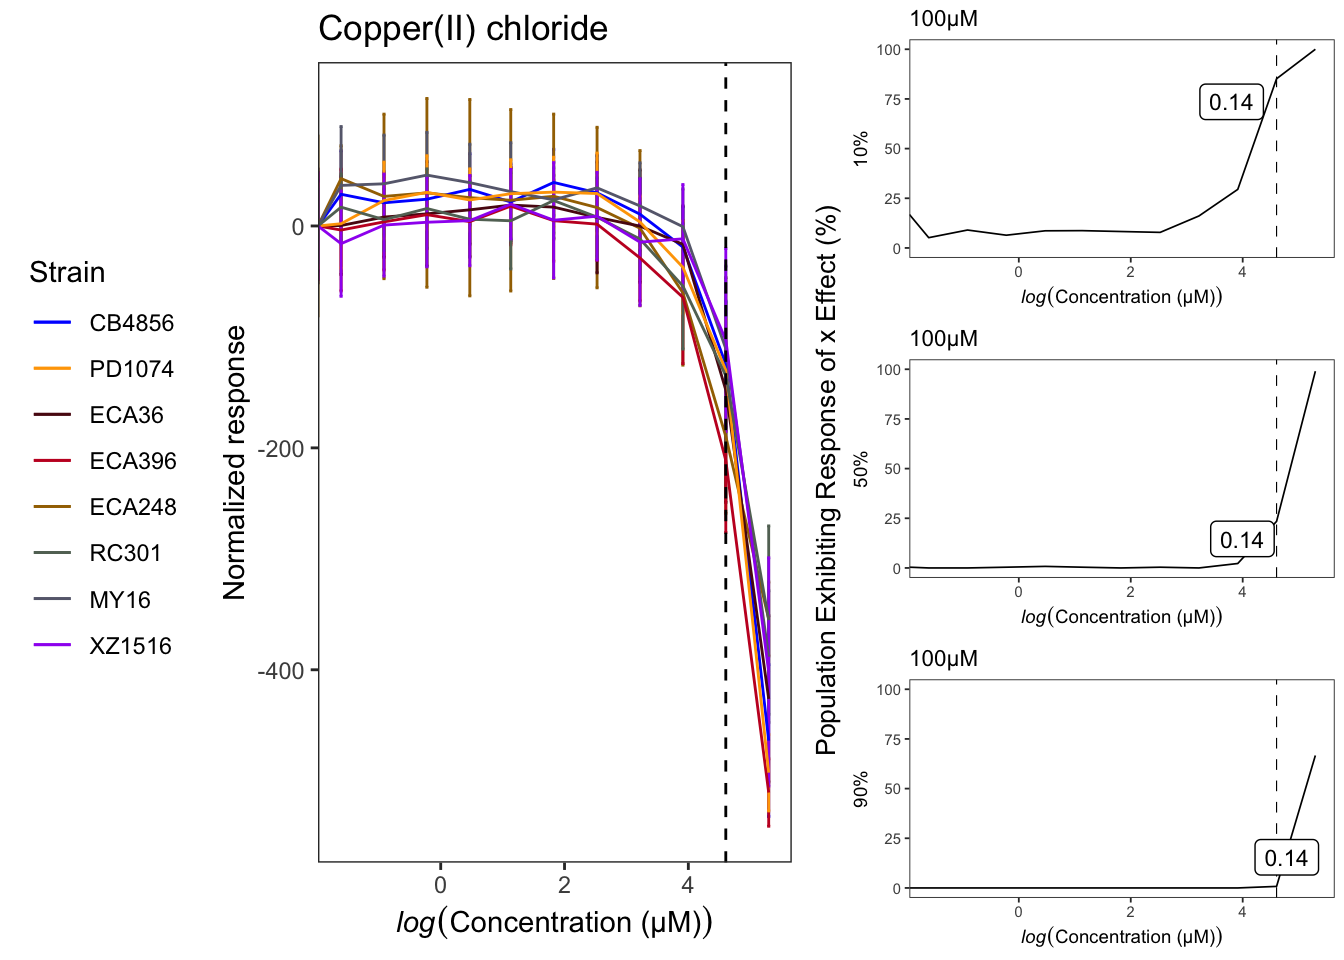 Copper(II) chloride
Strain
CB4856
PD1074
ECA36
ECA396
ECA248
RC301
MY16
XZ1516
Normalized response
0
-200
-400
0 2 4
log(Concentration (µM))
Population Exhibiting Response of x Effect (%)
100µM
10%
100
75
50
25
0
0.14
0 2 4
log(Concentration (µM))
100µM
50%
100
75
50
25
0
0.14
0 2 4
log(Concentration (µM))
100µM
90%
100
75
50
25
0
0.14
0 2 4
log(Concentration (µM))